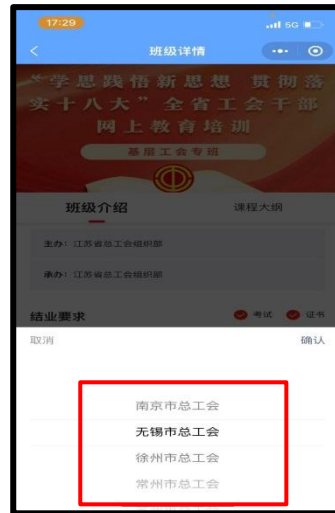 17:29
5G
班级详情
“学思践悟新思想 贯彻落
实十八大”全省工会干部
网上教育培训
基层工会专班
班级介绍
课程大纲
主办：江苏省总工会组织部
承办：江苏省总工会组织部
结业要求
考试
证书
取消
确认
南京市总工会
无锡市总工会
徐州市总工会
常州市总工会